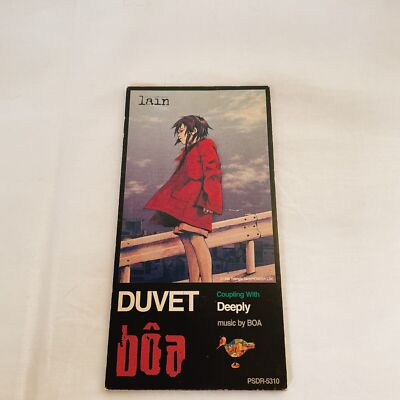 lain
DUVET
Coupling With
Deeply
music by BOA
bôa
PSDR-5310